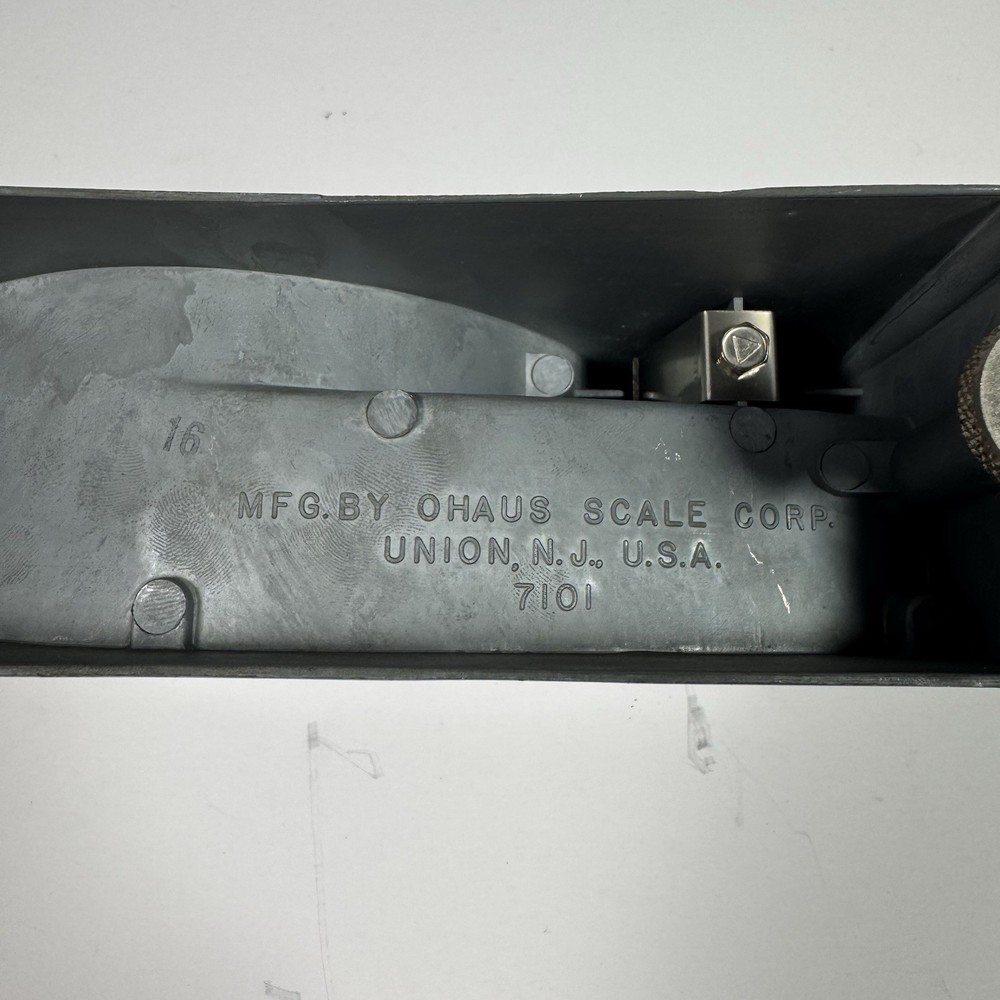 16
MFG. BY OHAUS SCALE CORP.
UNION, N.J., U.S.A.
7101